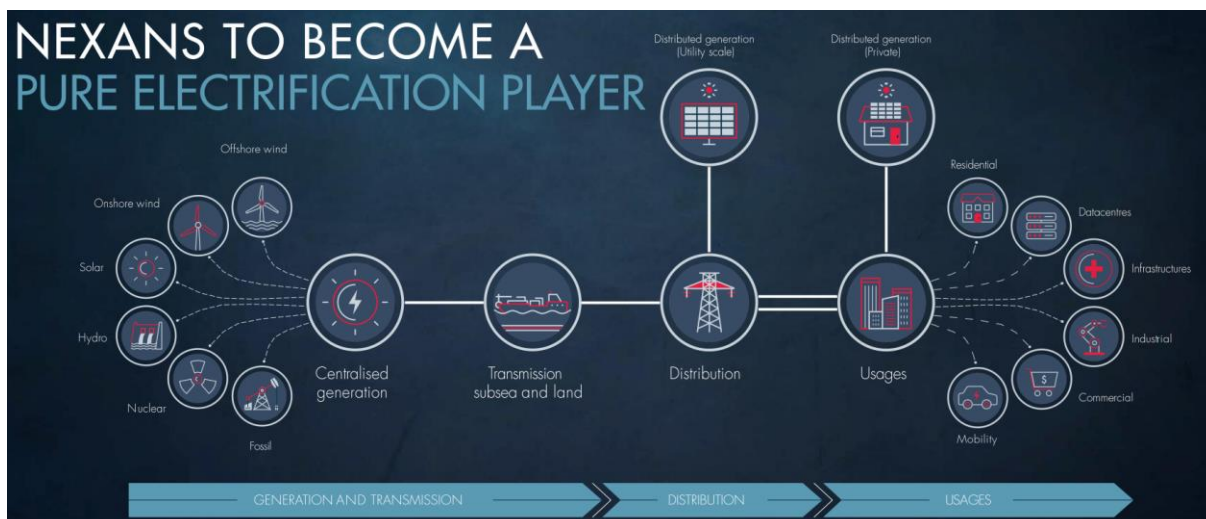 NEXANS TO BECOME A
PURE ELECTRIFICATION PLAYER
Distributed generation
(Utility scale)
Distributed generation
(Private)
Offshore wind
Onshore wind
Solar
Hydro
Nuclear
Fossil
Centralised
generation
Transmission
subsea and land
Distribution
Usages
Residential
Datacentres
Infrastructures
Industrial
$
Commercial
Mobility
GENERATION AND TRANSMISSION
DISTRIBUTION
USAGES